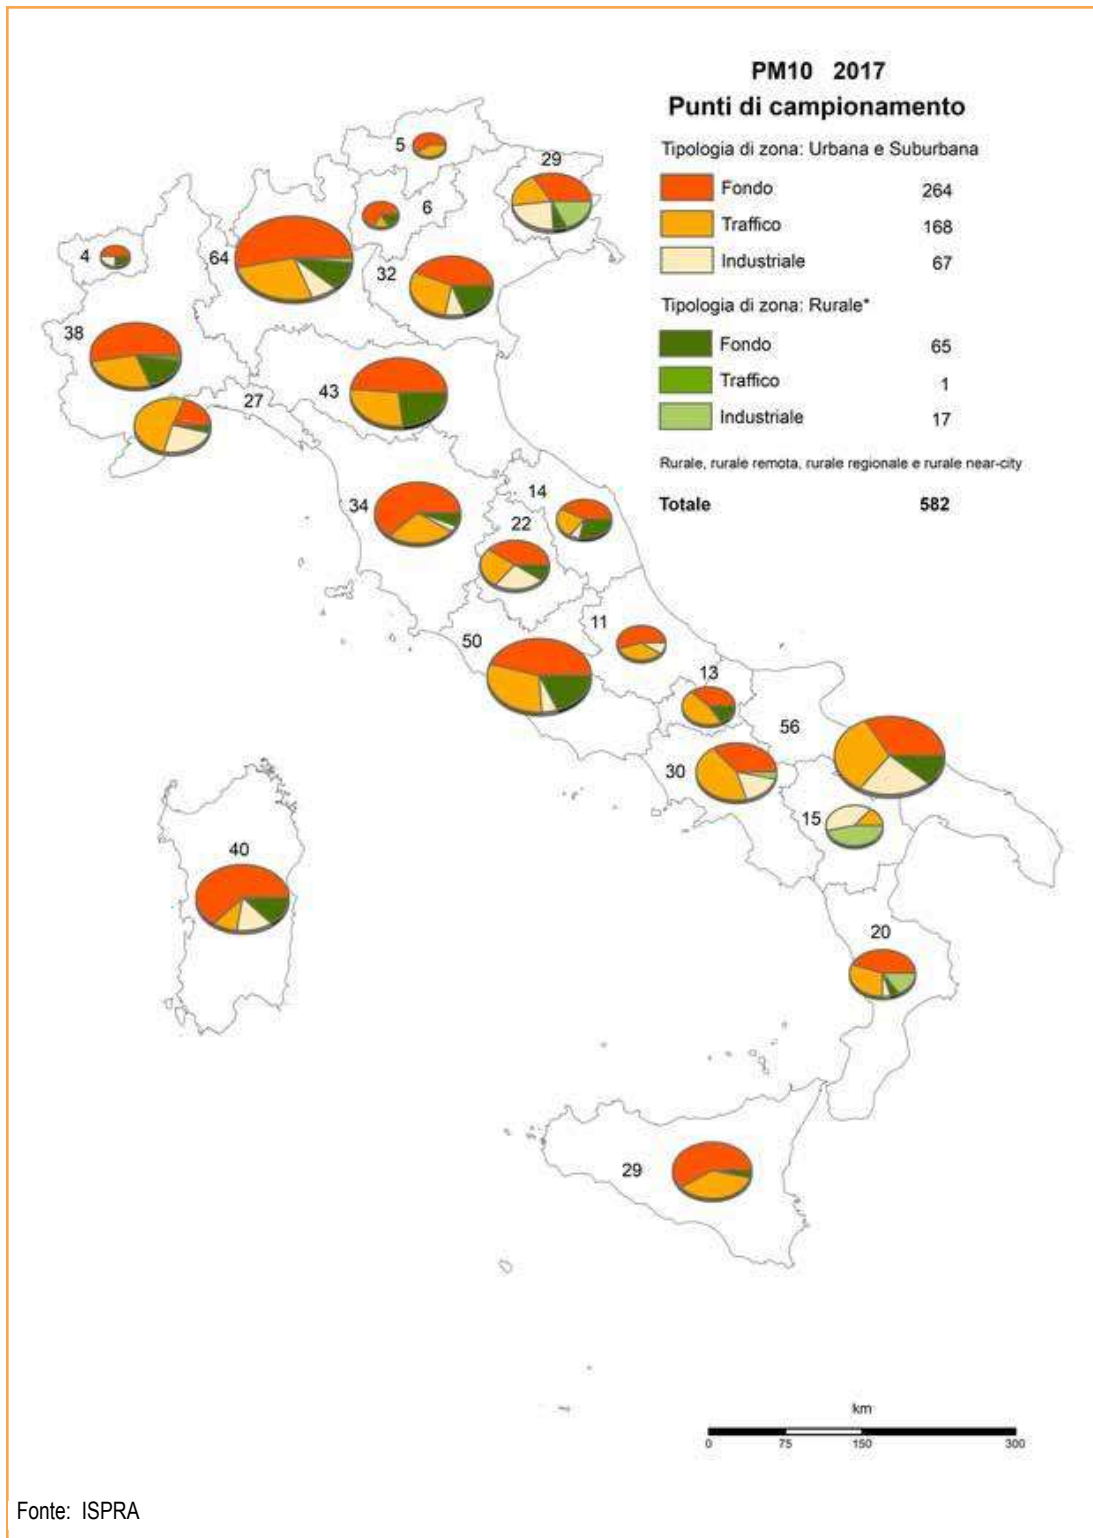 PM10 2017
Punti di campionamento
Tipologia di zona: Urbana e Suburbana
Fondo 264
Traffico 168
Industriale 67
Tipologia di zona: Rurale*
Fondo 65
Traffico 1
Industriale 17
Rurale, rurale remota, rurale regionale e rurale near-city
Totale 582
5
29
6
4
64
32
38
43
27
34
14
22
11
50
13
56
30
15
40
20
29
km
0 75 150 300
Fonte: ISPRA